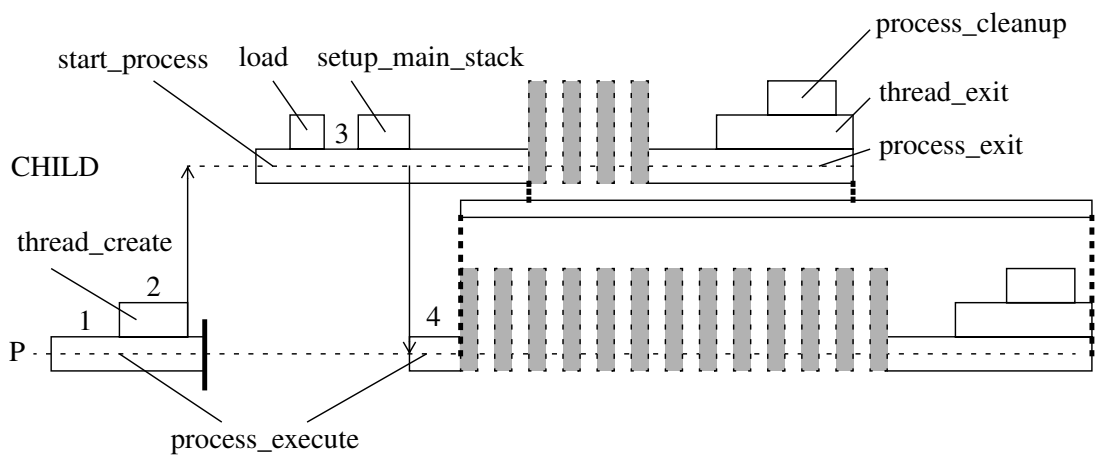 process_cleanup
start_process load setup_main_stack
thread_exit
3
process_exit
CHILD
thread_create
2
1 4
P
process_execute